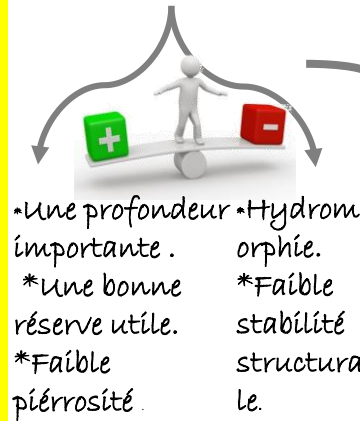 *Une profondeur
importante .
*Une bonne
réserve utile.
*Faible
piérrosité .
*Hydrom
orphie.
*Faible
stabilité
structura
le.